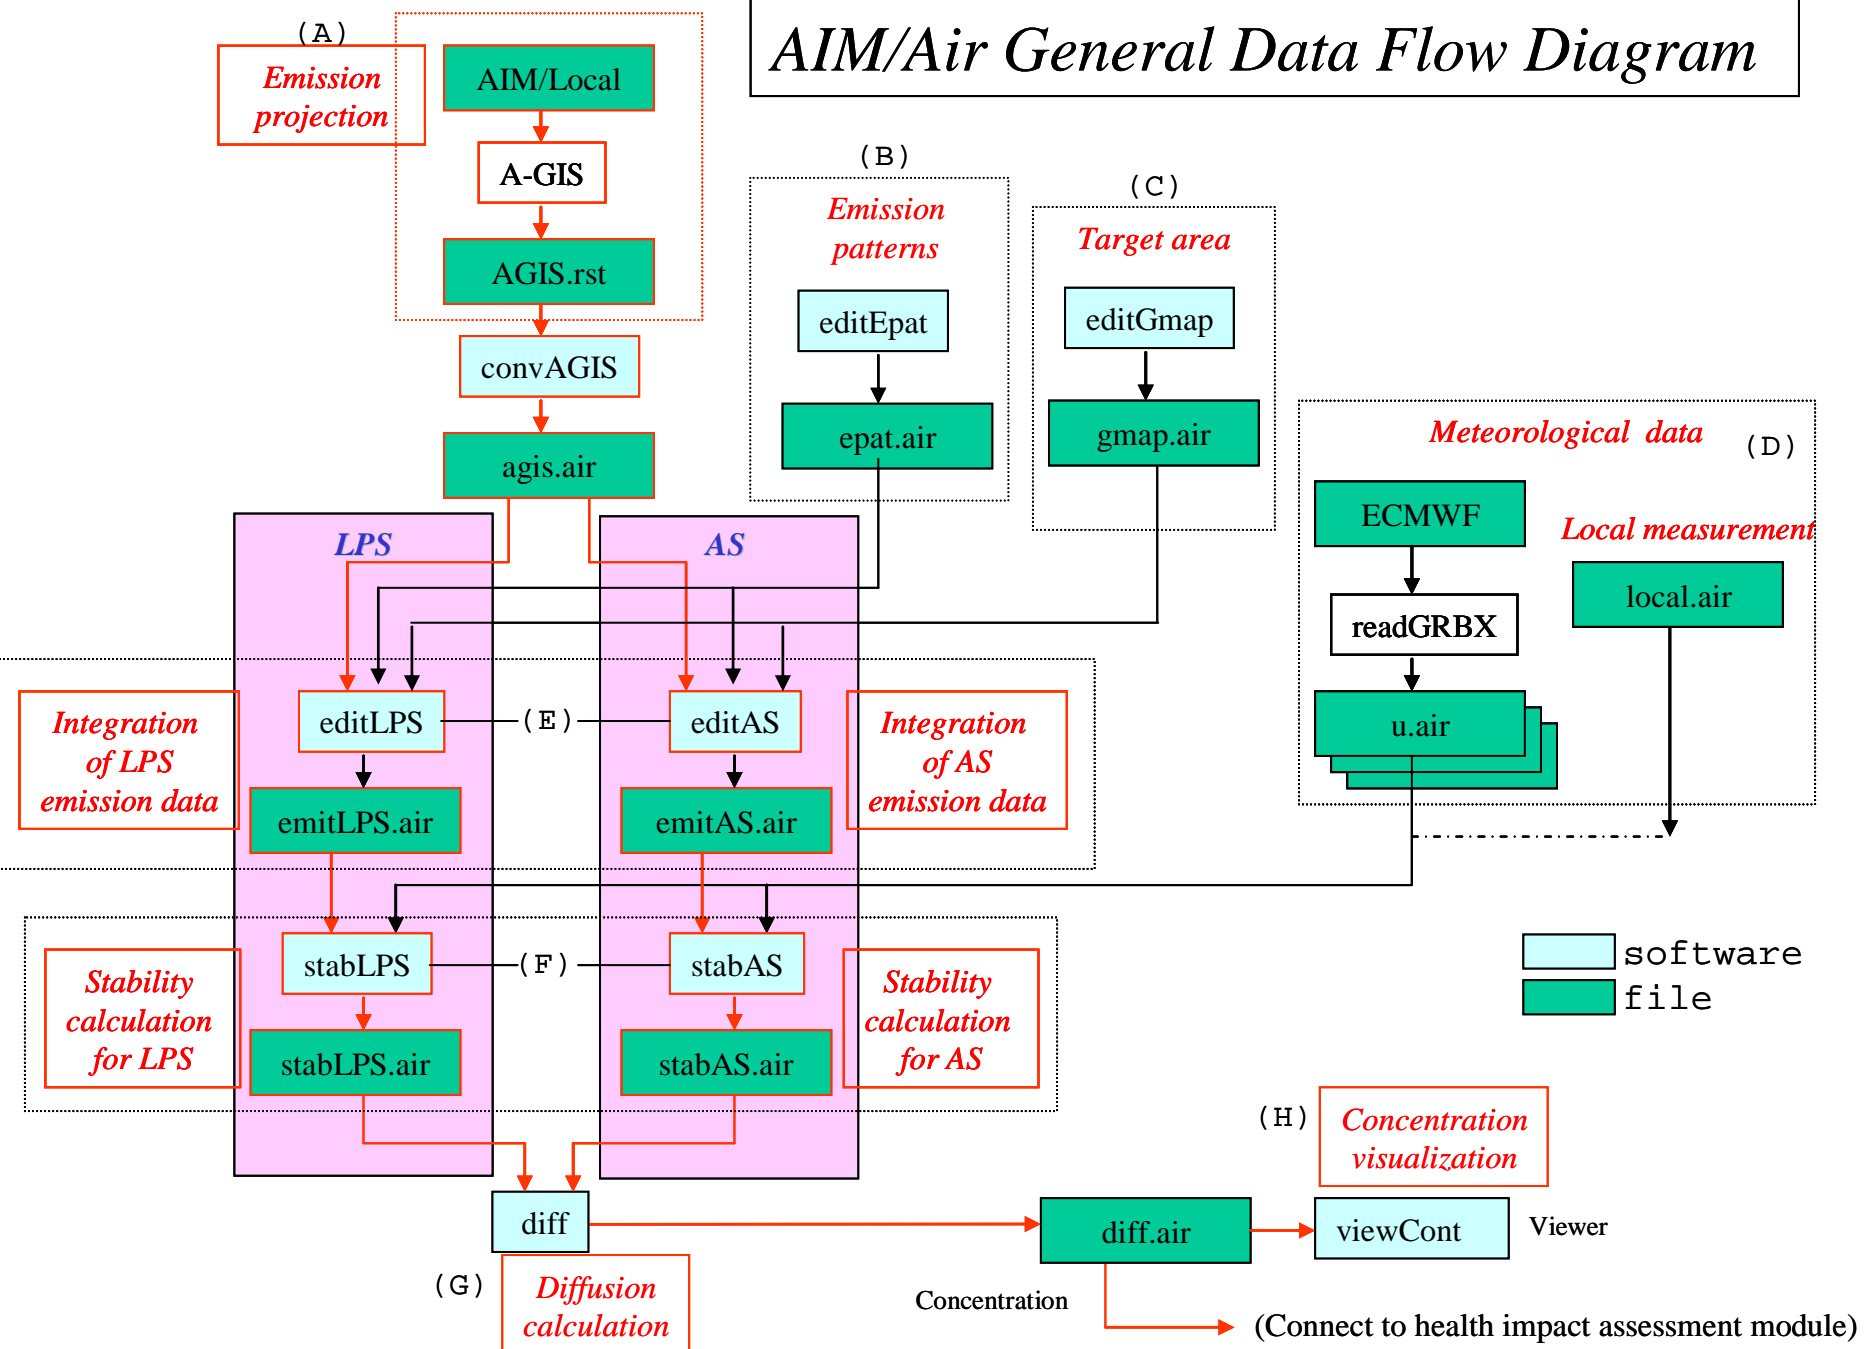 AIM/Air General Data Flow Diagram
(A)
Emission
projection
AIM/Local
A-GIS
AGIS.rst
convAGIS
agis.air
(B)
Emission
patterns
editEpat
epat.air
(C)
Target area
editGmap
gmap.air
Meteorological data
(D)
ECMWF
readGRBX
u.air
Local measurement
local.air
LPS
AS
Integration
of LPS
emission data
editLPS
(E)
editAS
Integration
of AS
emission data
emitLPS.air
emitAS.air
Stability
calculation
for LPS
stabLPS
(F)
stabAS
Stability
calculation
for AS
stabLPS.air
stabAS.air
software
file
diff
(G)
Diffusion
calculation
diff.air
Concentration
(H)
Concentration
visualization
viewCont
Viewer
(Connect to health impact assessment module)